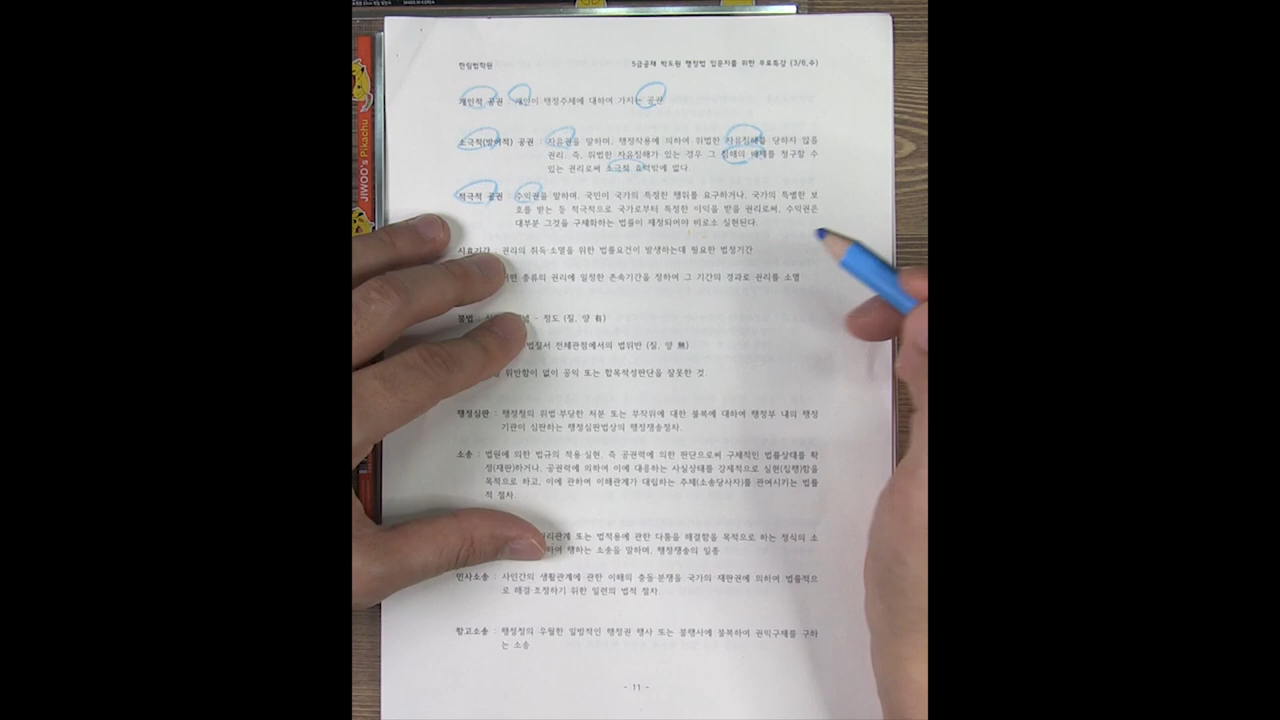 JIWOO's Pikachu
한림법학원 5급공채 박도원 행정법 입문자를 위한 무료특강 (3/6,수)
개인적 공권 : 개인이 행정주체에 대하여 가지는 공권
소극적(방어적) 공권 : 자유권을 말하며, 행정작용에 의하여 위법한 자유침해를 당하지 않을
권리. 즉, 위법한 자유침해가 있는 경우 그 침해의 배제를 청구할 수
있는 권리로써 소극적 효력밖에 없다.
적극적 공권 : 수익권을 말하며, 국민이 국가의 특정한 행위를 요구하거나, 국가의 특별한 보
호를 받는 등 적극적으로 국가로부터 특정한 이익을 받을 권리로써, 수익권은
대부분 그것을 구체화하는 법률이 제정되어야 비로소 실현된다.
시효기간 : 권리의 취득·소멸을 위한 법률요건이 발생하는데 필요한 법정기간
어떤 종류의 권리에 일정한 존속기간을 정하여 그 기간의 경과로 권리를 소멸
불법 : - 정도 (질, 양 有)
법질서 전체관점에서의 법위반 (질, 양 無)
위반함이 없이 공익 또는 합목적성판단을 잘못한 것.
행정심판 : 행정청의 위법·부당한 처분 또는 부작위에 대한 불복에 대하여 행정부 내의 행정
기관이 심판하는 행정심판법상의 행정쟁송절차.
소송 : 법원에 의한 법규의 적용·실현, 즉 공권력에 의한 판단으로써 구체적인 법률상태를 확
정(재판)하거나, 공권력에 의하여 이에 대응하는 사실상태를 강제적으로 실현(집행)함을
목적으로 하고, 이에 관하여 이해관계가 대립하는 주체(소송당사자)를 관여시키는 법률
적 절차.
관계 또는 법적용에 관한 다툼을 해결함을 목적으로 하는 정식의 소
하여 행하는 소송을 말하며, 행정쟁송의 일종
민사소송 : 사인간의 생활관계에 관한 이해의 충돌·분쟁을 국가의 재판권에 의하여 법률적으
로 해결·조정하기 위한 일련의 법적 절차.
항고소송 : 행정청의 우월한 일방적인 행정권 행사 또는 불행사에 불복하여 권익구제를 구하
는 소송
- 11 -